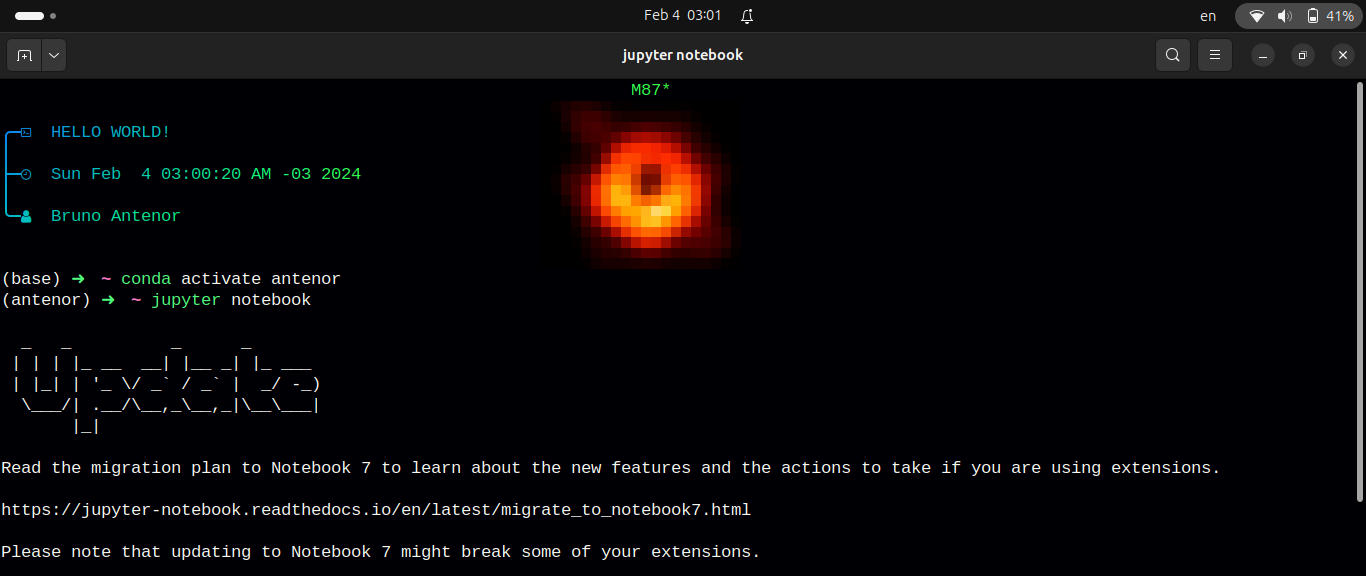 Feb 4 03:01
en
41%
jupyter notebook
M87*
HELLO WORLD!
Sun Feb  4 03:00:20 AM -03 2024
Bruno Antenor
(base) ➜  ~ conda activate antenor
(antenor) ➜  ~ jupyter notebook
  _   _          _      _
 | | | |_ __  __| |__ _| |_ ___
 | |_| | '_ \/ _` / _` |  _/ -_)
  \___/| .__/\__,_\__,_|\__\___|
       |_|
Read the migration plan to Notebook 7 to learn about the new features and the actions to take if you are using extensions.
https://jupyter-notebook.readthedocs.io/en/latest/migrate_to_notebook7.html
Please note that updating to Notebook 7 might break some of your extensions.